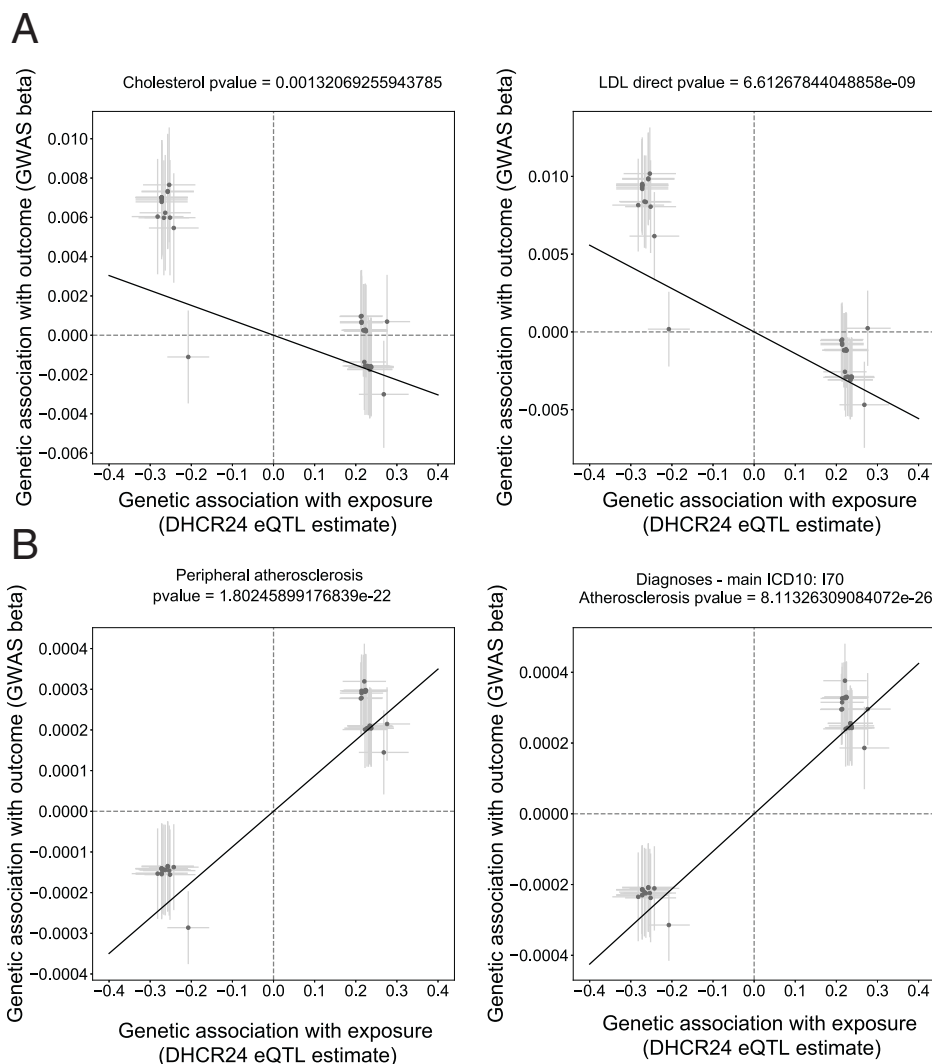 A
Cholesterol pvalue = 0.00132069255943785
Genetic association with outcome (GWAS beta)
0.010
0.008
0.006
0.004
0.002
0.000
−0.002
−0.004
−0.006
−0.4 −0.3 −0.2 −0.1 0.0 0.1 0.2 0.3 0.4
Genetic association with exposure
(DHCR24 eQTL estimate)
LDL direct pvalue = 6.61267844048858e-09
Genetic association with outcome (GWAS beta)
0.010
0.005
0.000
−0.005
−0.4 −0.3 −0.2 −0.1 0.0 0.1 0.2 0.3 0.4
Genetic association with exposure
(DHCR24 eQTL estimate)
B
Peripheral atherosclerosis
pvalue = 1.80245899176839e-22
Genetic association with outcome (GWAS beta)
0.0004
0.0003
0.0002
0.0001
0.0000
−0.0001
−0.0002
−0.0003
−0.0004
−0.4 −0.3 −0.2 −0.1 0.0 0.1 0.2 0.3 0.4
Genetic association with exposure
(DHCR24 eQTL estimate)
Diagnoses - main ICD10: I70
Atherosclerosis pvalue = 8.11326309084072e-26
Genetic association with outcome (GWAS beta)
0.0004
0.0002
0.0000
−0.0002
−0.0004
−0.4 −0.3 −0.2 −0.1 0.0 0.1 0.2 0.3 0.4
Genetic association with exposure
(DHCR24 eQTL estimate)